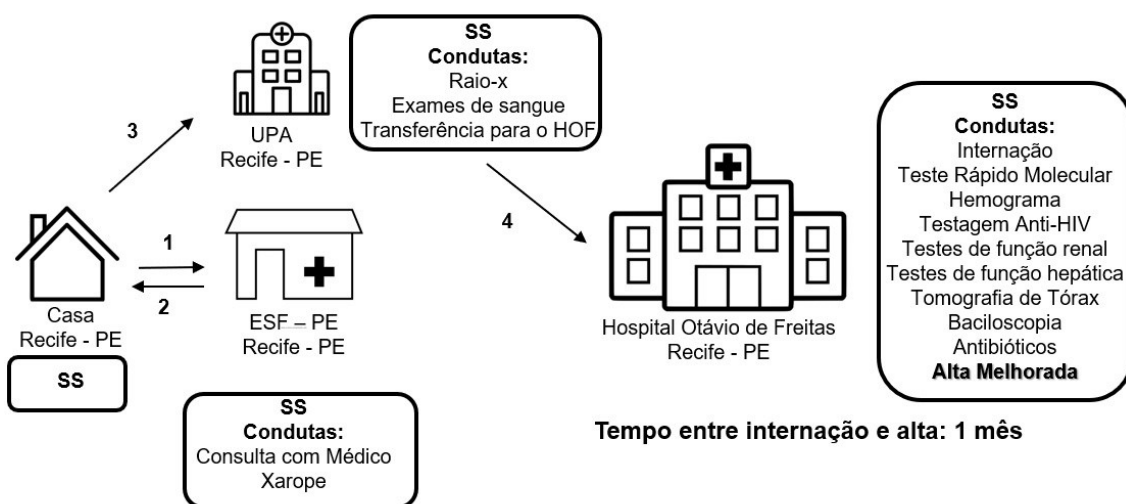 SS
Condutas:
Raio-x
Exames de sangue
Transferência para o HOF
3
UPA
Recife - PE
SS
Condutas:
Internação
Teste Rápido Molecular
Hemograma
Testagem Anti-HIV
Testes de função renal
Testes de função hepática
Tomografia de Tórax
Baciloscopia
Antibióticos
Alta Melhorada
4
1
2
Casa
Recife - PE
SS
ESF – PE
Recife - PE
Hospital Otávio de Freitas
Recife - PE
SS
Condutas:
Consulta com Médico
Xarope
Tempo entre internação e alta: 1 mês